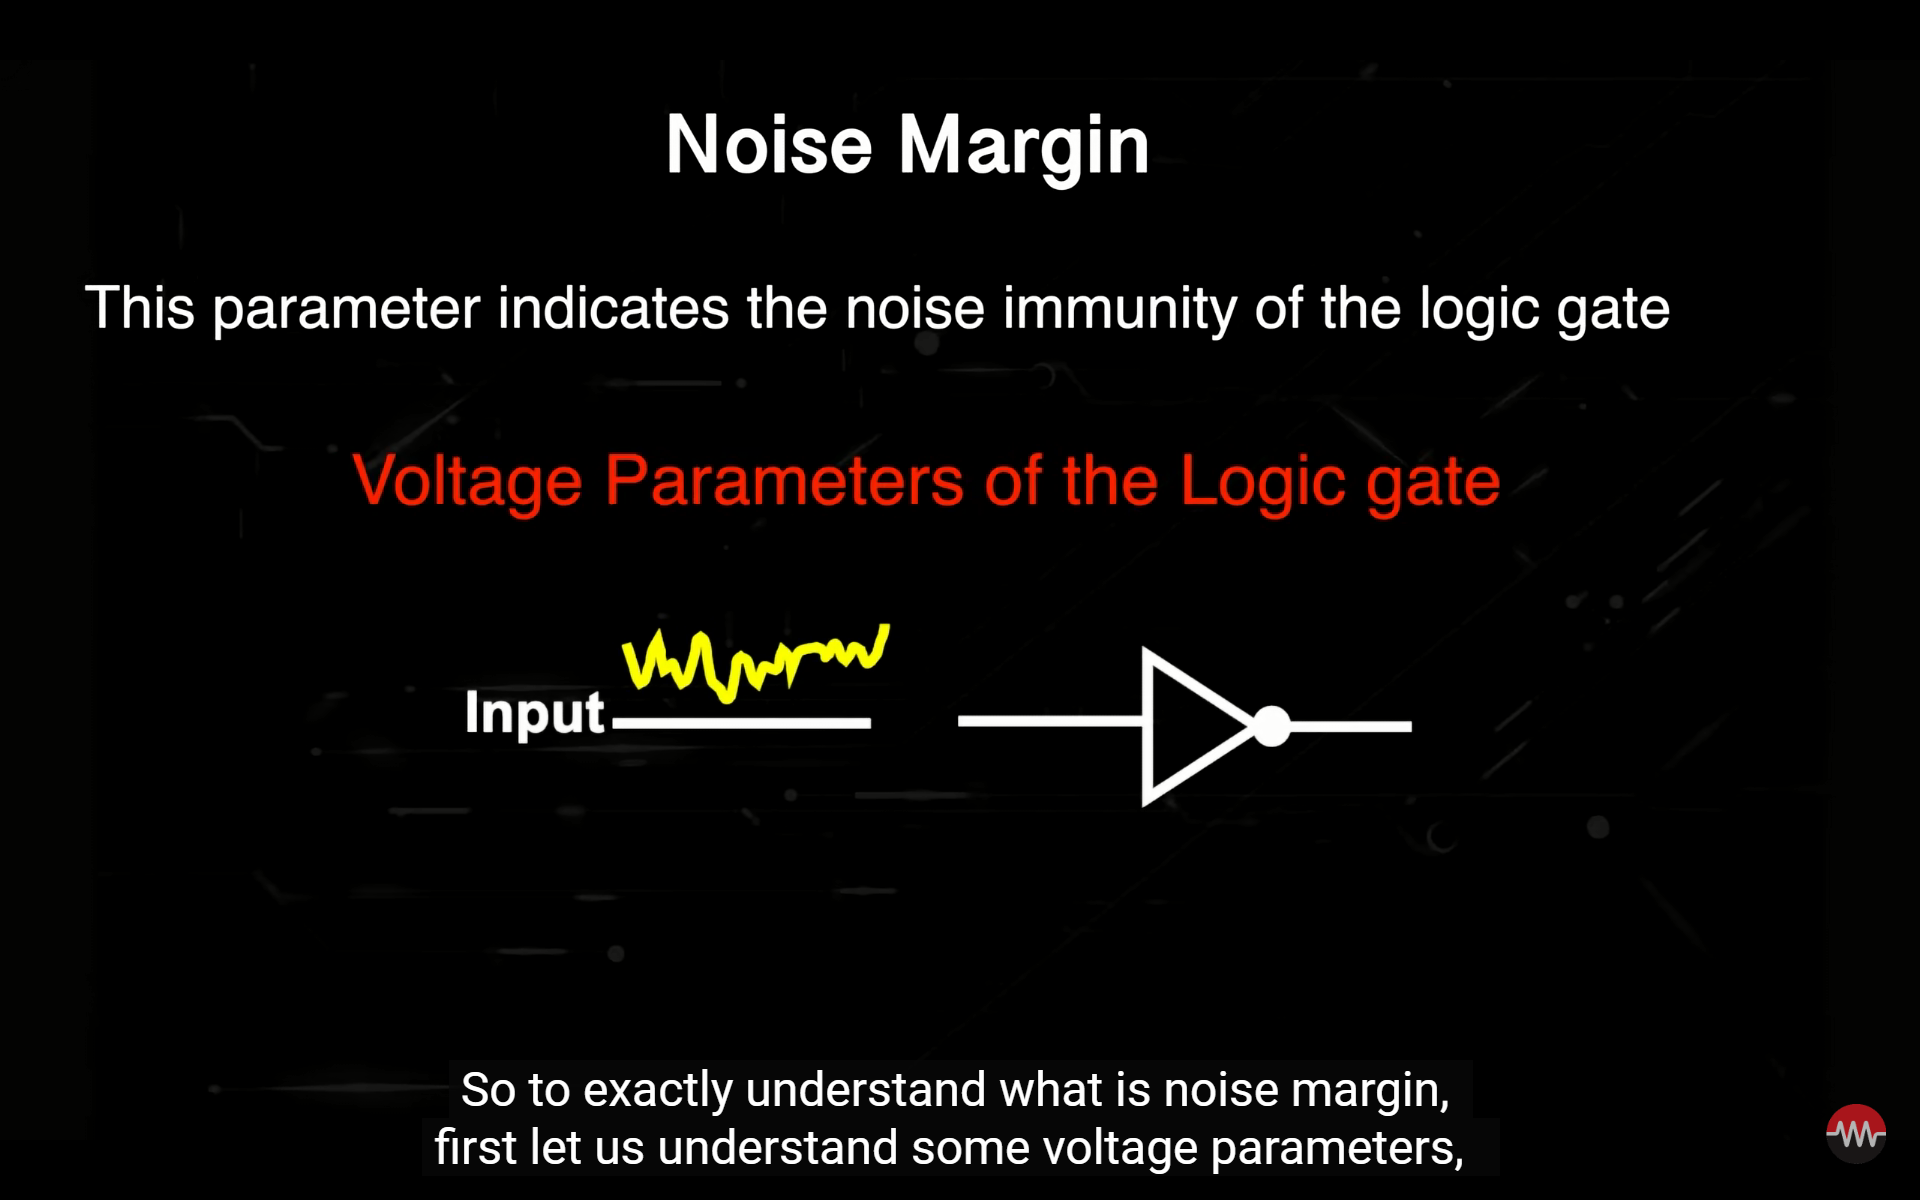 Noise Margin
This parameter indicates the noise immunity of the logic gate
Voltage Parameters of the Logic gate
Input
So to exactly understand what is noise margin,
first let us understand some voltage parameters,